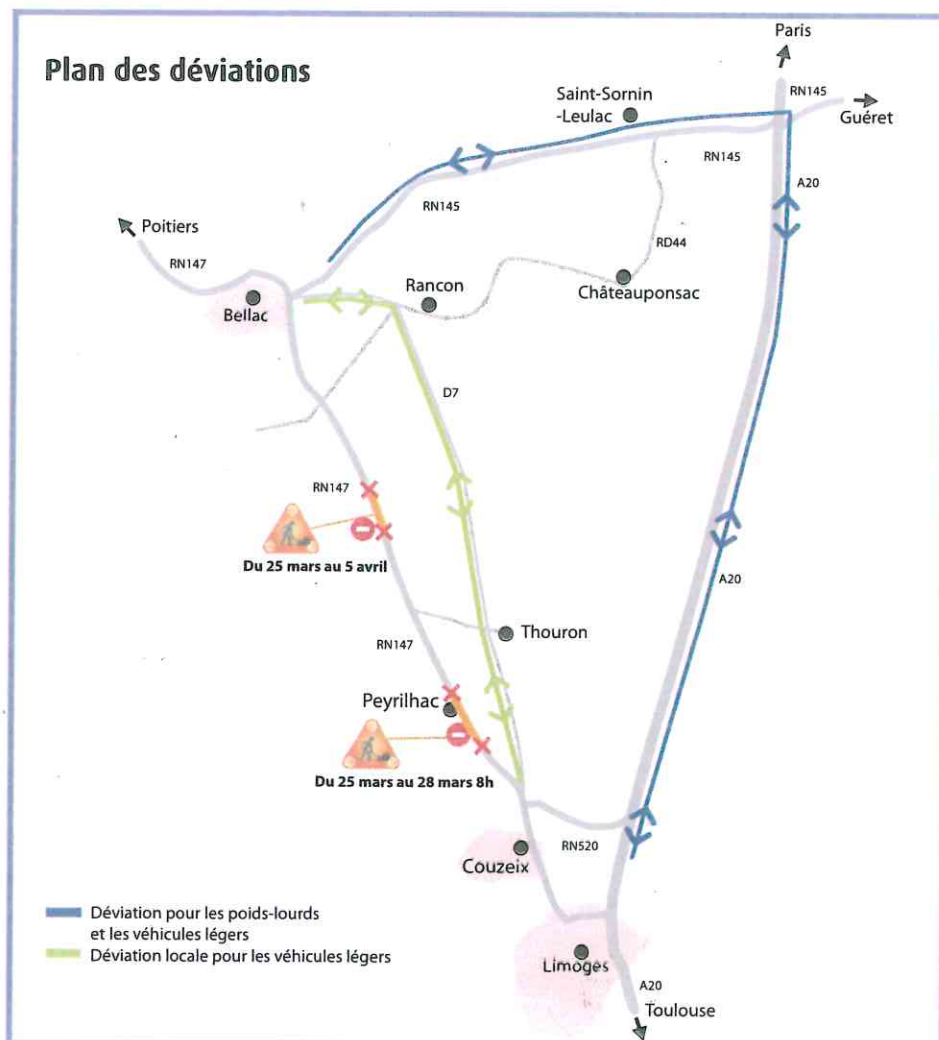 Plan des déviations
Paris
RN145
Guéret
Saint-Sornin
-Leulac
RN145
A20
RN145
Poitiers
RN147
RD44
Rancon
Châteauponsac
Bellac
D7
RN147
Du 25 mars au 5 avril
A20
Thouron
RN147
Peyrilhac
Du 25 mars au 28 mars 8h
RN520
Couzeix
Déviation pour les poids-lourds
et les véhicules légers
Déviation locale pour les véhicules légers
Limoges
A20
Toulouse